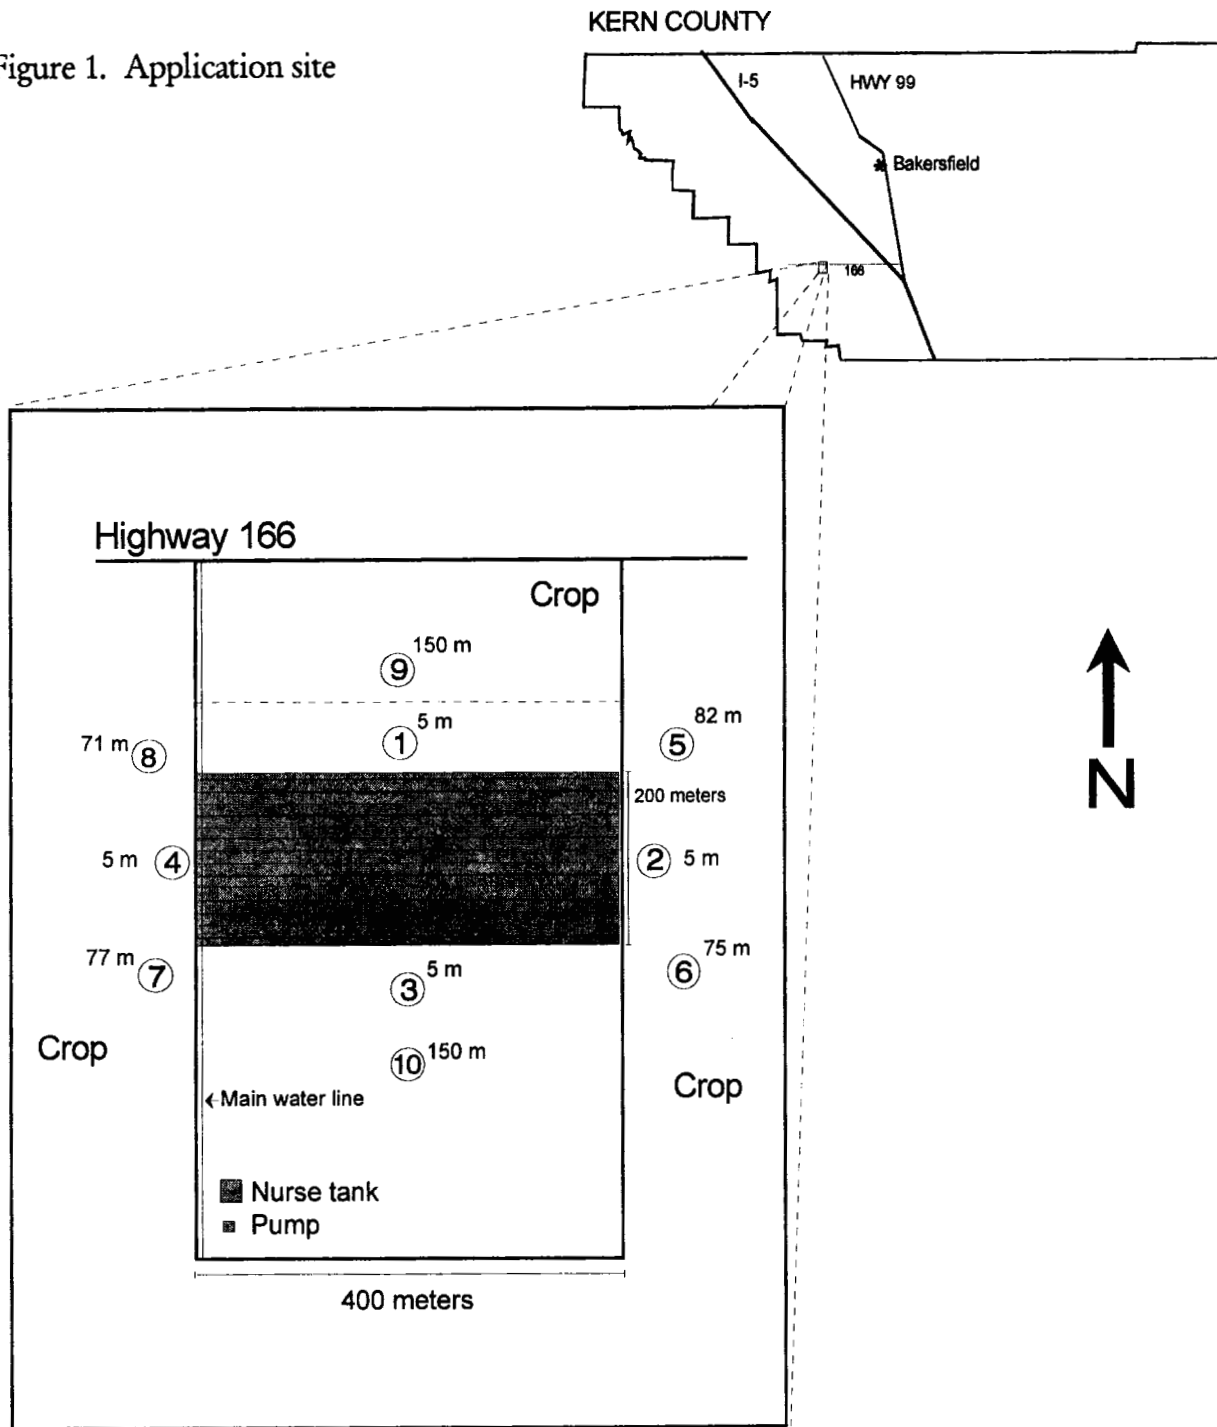 KERN COUNTY
Figure 1. Application site
I-5
HWY 99
Bakersfield
166
Highway 166
Crop
150 m
9
5 m
1
82 m
5
71 m
8
200 meters
5 m
4
2
5 m
77 m
7
5 m
3
75 m
6
Crop
150 m
10
Crop
Main water line
Nurse tank
Pump
400 meters
N